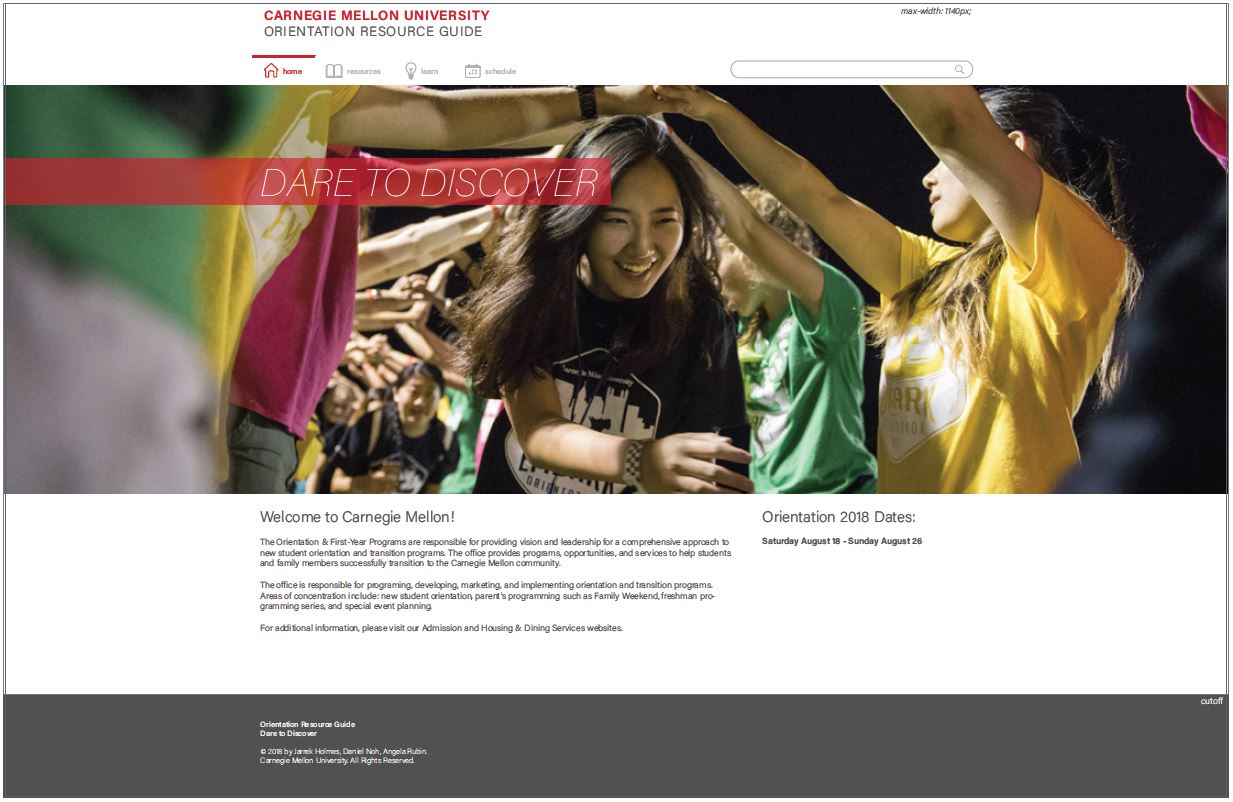 CARNEGIE MELLON UNIVERSITY
max-width: 1140px;
ORIENTATION RESOURCE GUIDE
home resources learn schedule
DARE TO DISCOVER
Carnegie Mellon University
Welcome to Carnegie Mellon!
Orientation 2018 Dates:
The Orientation & First-Year Programs are responsible for providing vision and leadership for a comprehensive approach to
new student orientation and transition programs. The office provides programs, opportunities, and services to help students
and family members successfully transition to the Carnegie Mellon community.
Saturday August 18 - Sunday August 26
The office is responsible for programing, developing, marketing, and implementing orientation and transition programs.
Areas of concentration include: new student orientation, parent's programming such as Family Weekend, freshman pro-
gramming series, and special event planning.
For additional information, please visit our Admission and Housing & Dining Services websites.
cutoff
Orientation Resource Guide
Dare to Discover
© 2018 by Jarrek Holmes, Daniel Noh, Angela Rubin.
Carnegie Mellon University. All Rights Reserved.